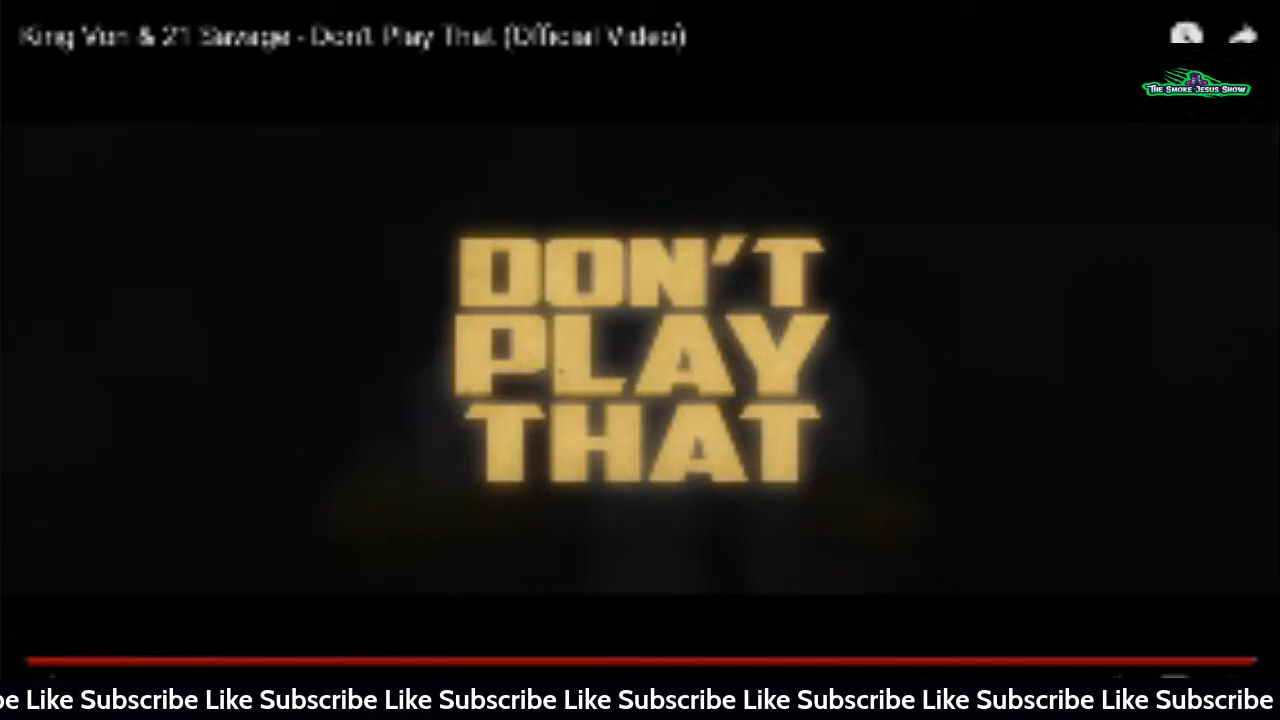 King Von & 21 Savage - Don't Play That (Official Video)
THE SMOKE JESUS SHOW
DON'T
PLAY
THAT
be Like Subscribe Like Subscribe Like Subscribe Like Subscribe Like Subscribe Like Subscribe Like Subscribe